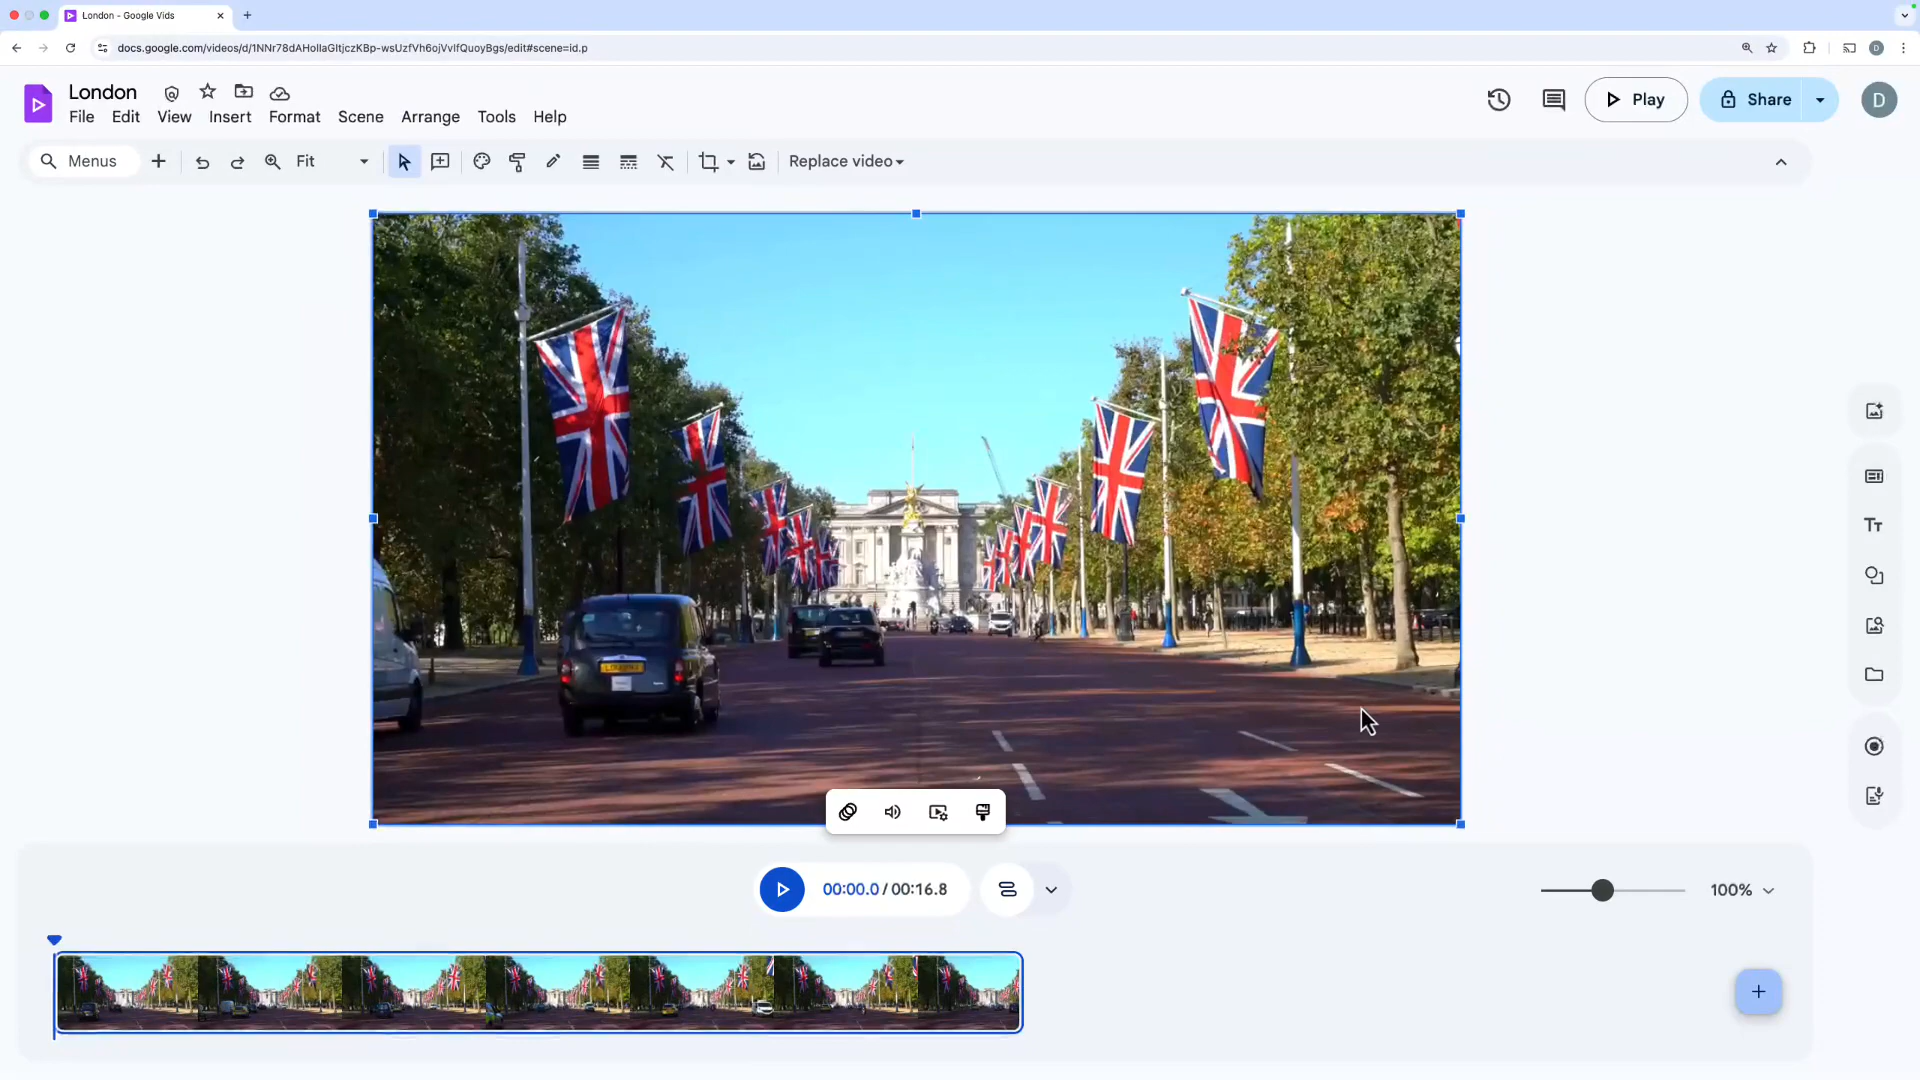 London - Google Vids
docs.google.com/videos/d/1NNr78dAHollaGltjczKBp-wsUzfVh6ojVvlfQuoyBgs/edit#scene=id.p
D
London
File Edit View Insert Format Scene Arrange Tools Help
Play
Share
D
Menus
Fit
Replace video
Tт
00:00.0 / 00:16.8
100%